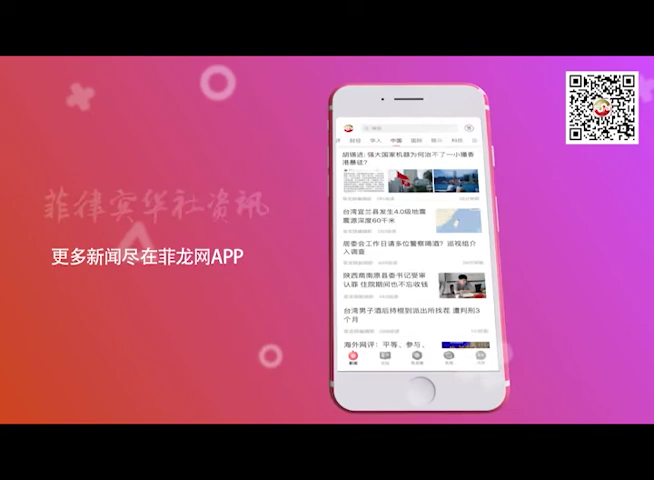 菲律宾华社资讯
更多新闻尽在菲龙网APP
财经 华人 中国 国际 娱乐 科技
胡锡进:强大国家机器为何治不了一小撮香
港暴徒?
台湾宜兰县发生4.0级地震
震源深度60千米
居委会工作日请多位警察喝酒?巡视组介
入调查
陕西商南原县委书记受审
认罪 住院期间也不忘收钱
台湾男子酒后持棍到派出所找茬 遭判刑3
个月
海外网评:平等、参与、